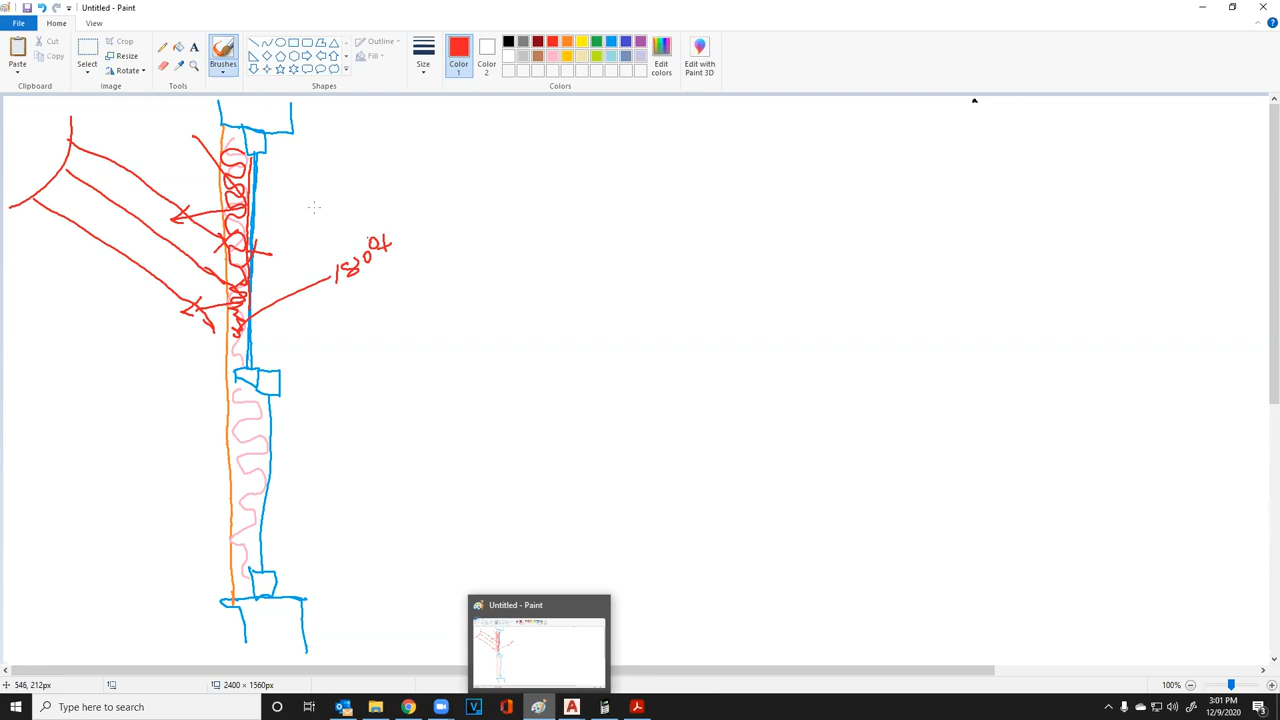 Untitled - Paint
File
Home
View
Paste
Cut
Copy
Clipboard
Select
Crop
Resize
Rotate
Image
A
Tools
Brushes
Shapes
Outline
Fill
Size
Color 1
Color 2
Edit colors
Colors
Edit with Paint 3D
Untitled - Paint
546, 212px
2400 × 1560px
Type here to search
3:01 PM
12/9/2020